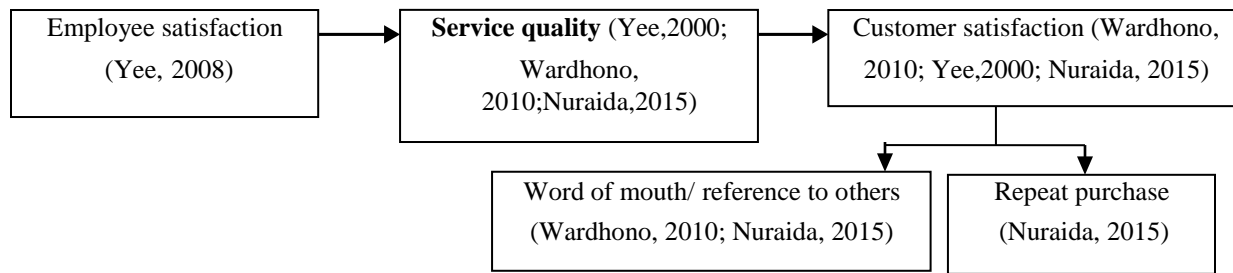 Employee satisfaction
(Yee, 2008)
Service quality (Yee,2000;
Wardhono,
2010;Nuraida,2015)
Customer satisfaction (Wardhono,
2010; Yee,2000; Nuraida, 2015)
Word of mouth/ reference to others
(Wardhono, 2010; Nuraida, 2015)
Repeat purchase
(Nuraida, 2015)